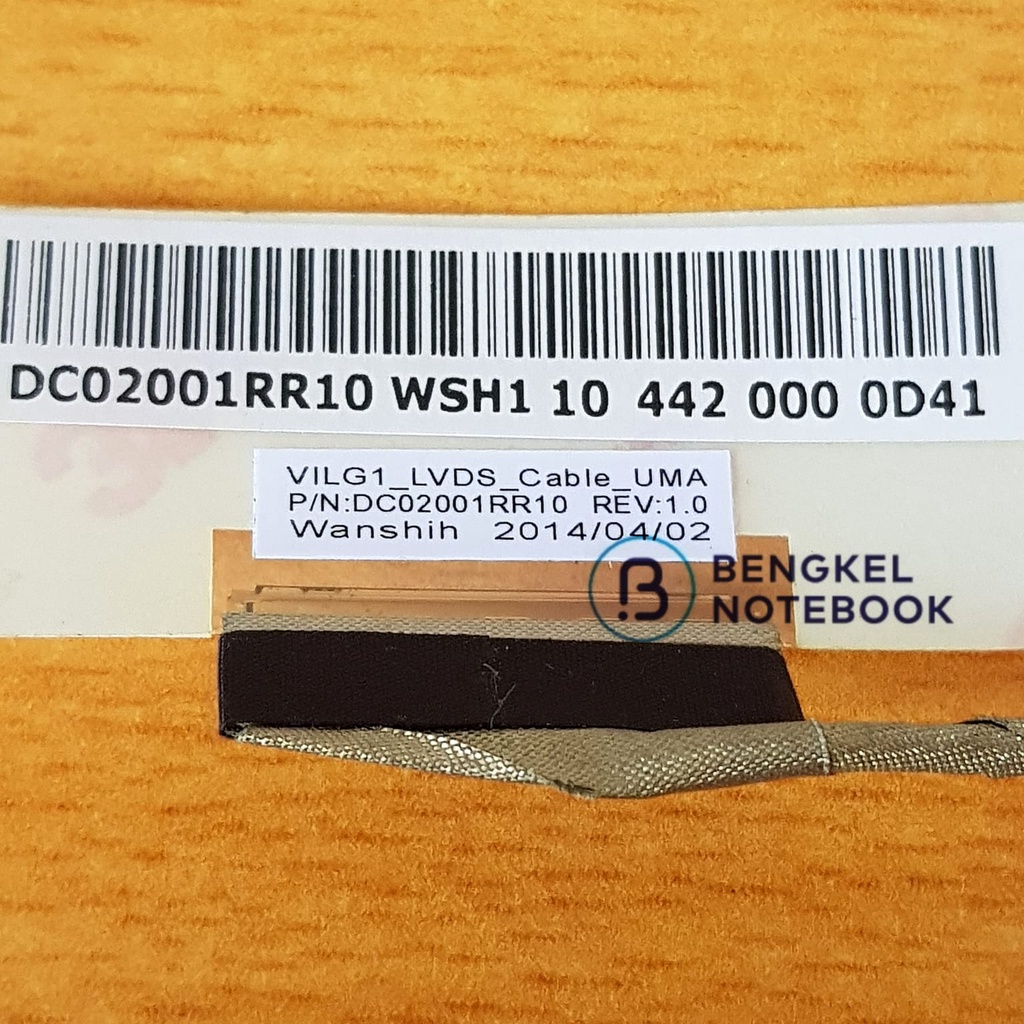 DC02001RR10 WSH1 10 442 000 0D41
VILG1_LVDS_Cable_UMA
P/N:DC02001RR10 REV:1.0
Wanshih 2014/04/02
BENGKEL
NOTEBOOK